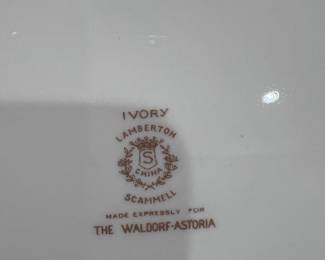 IVORY
LAMBERTON
S
CHINA
SCAMMELL
MADE EXPRESSLY FOR
THE WALDORF-ASTORIA